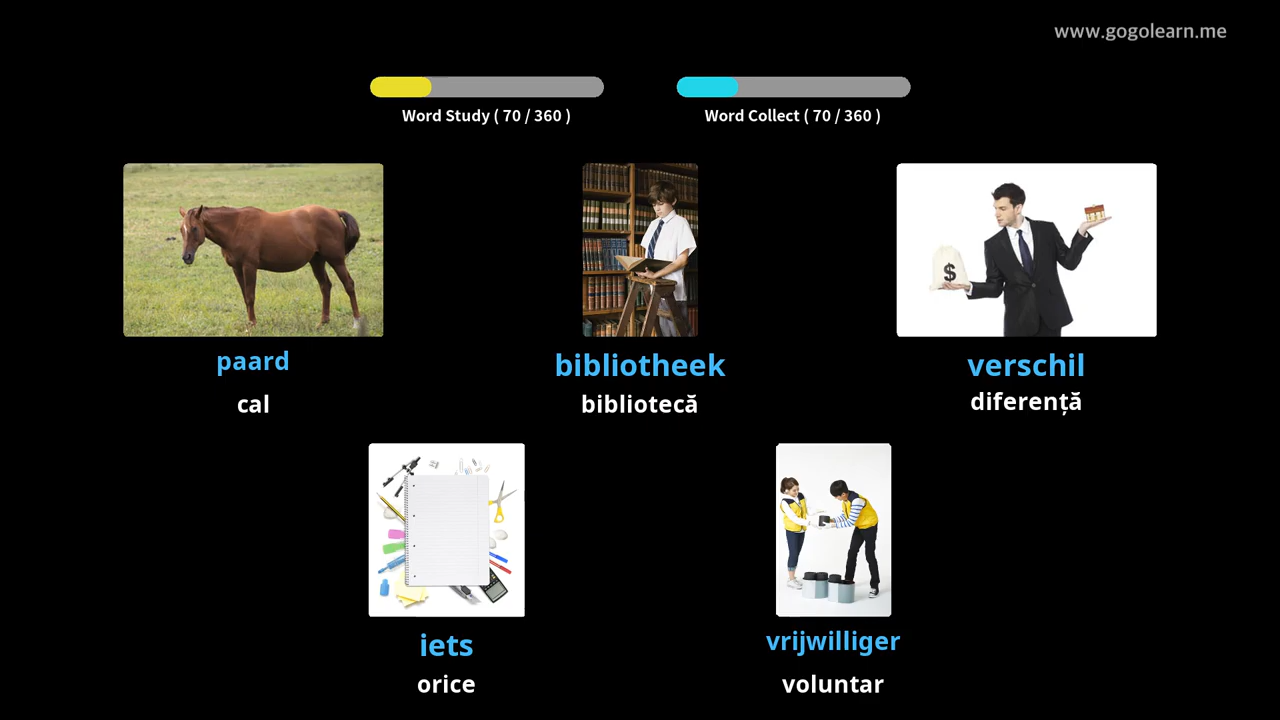 www.gogolearn.me
Word Study ( 70 / 360 )
Word Collect ( 70 / 360 )
$
paard
bibliotheek
verschil
cal
bibliotecă
diferență
iets
vrijwilliger
orice
voluntar